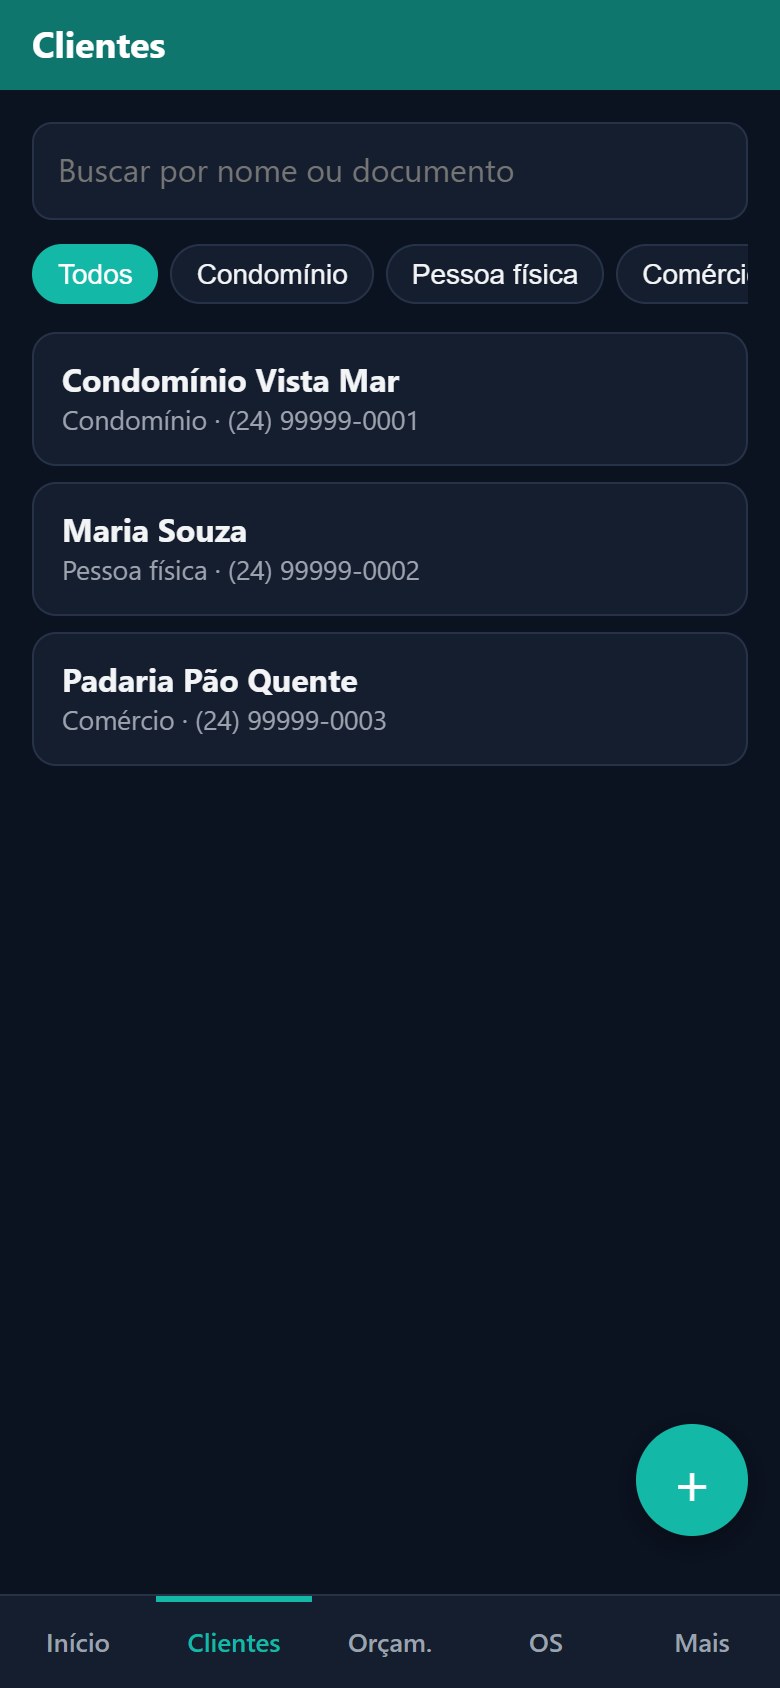 Clientes
Buscar por nome ou documento
Todos Condomínio Pessoa física Comérci
Condomínio Vista Mar
Condomínio · (24) 99999-0001
Maria Souza
Pessoa física · (24) 99999-0002
Padaria Pão Quente
Comércio · (24) 99999-0003
+
Início Clientes Orçam. OS Mais